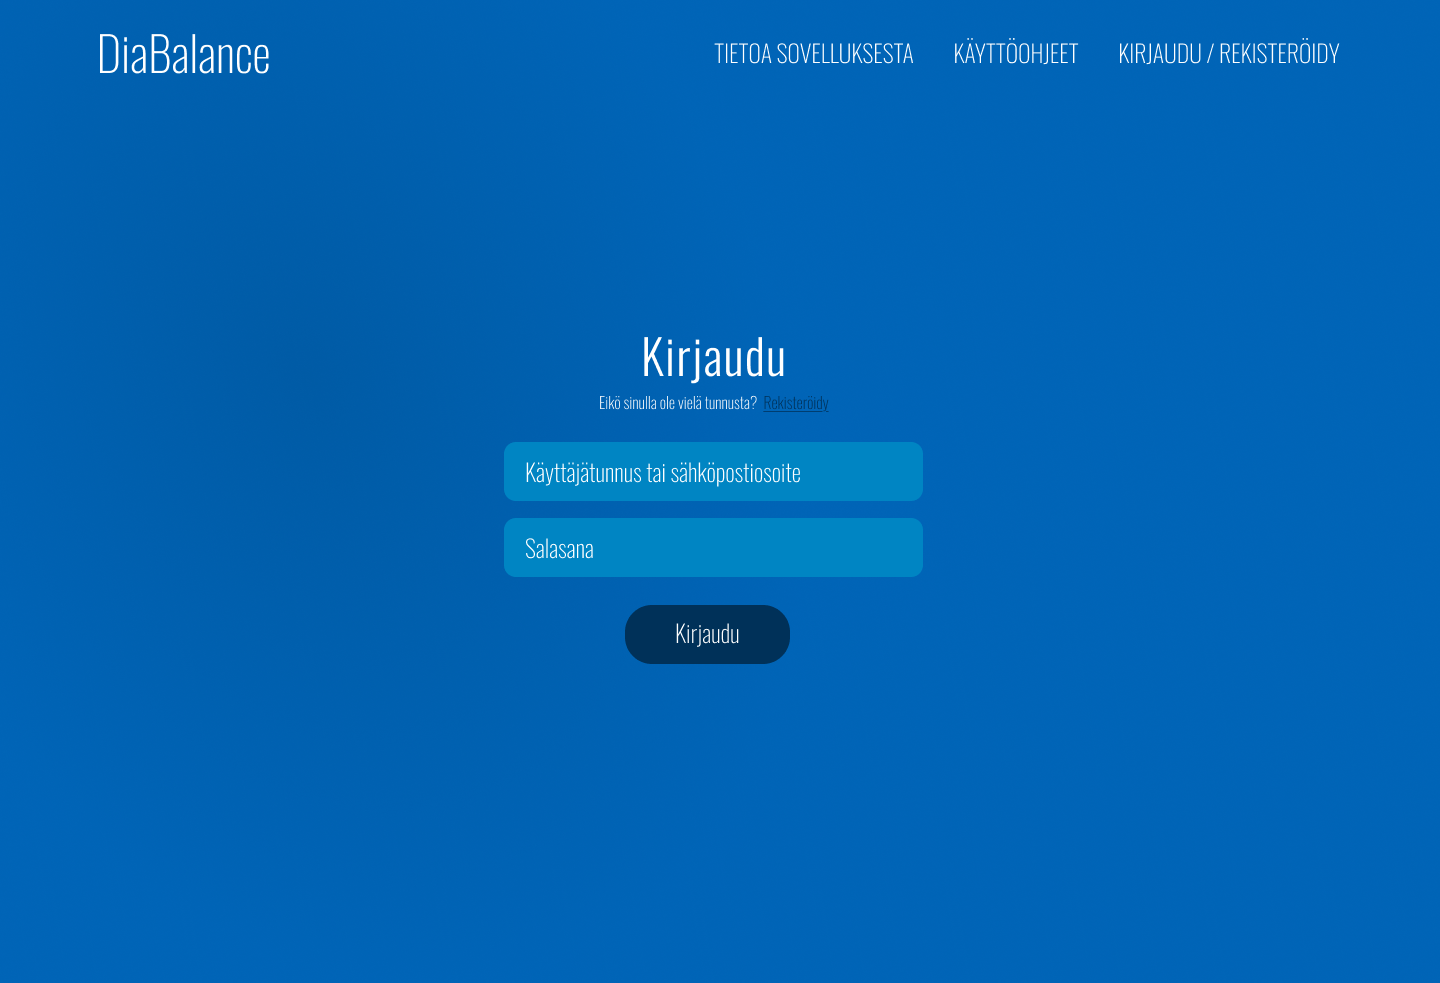 DiaBalance
TIETOA SOVELLUKSESTA KÄYTTÖOHJEET KIRJAUDU / REKISTERÖIDY
Kirjaudu
Eikö sinulla ole vielä tunnusta? Rekisteröidy
Käyttäjätunnus tai sähköpostiosoite
Salasana
Kirjaudu